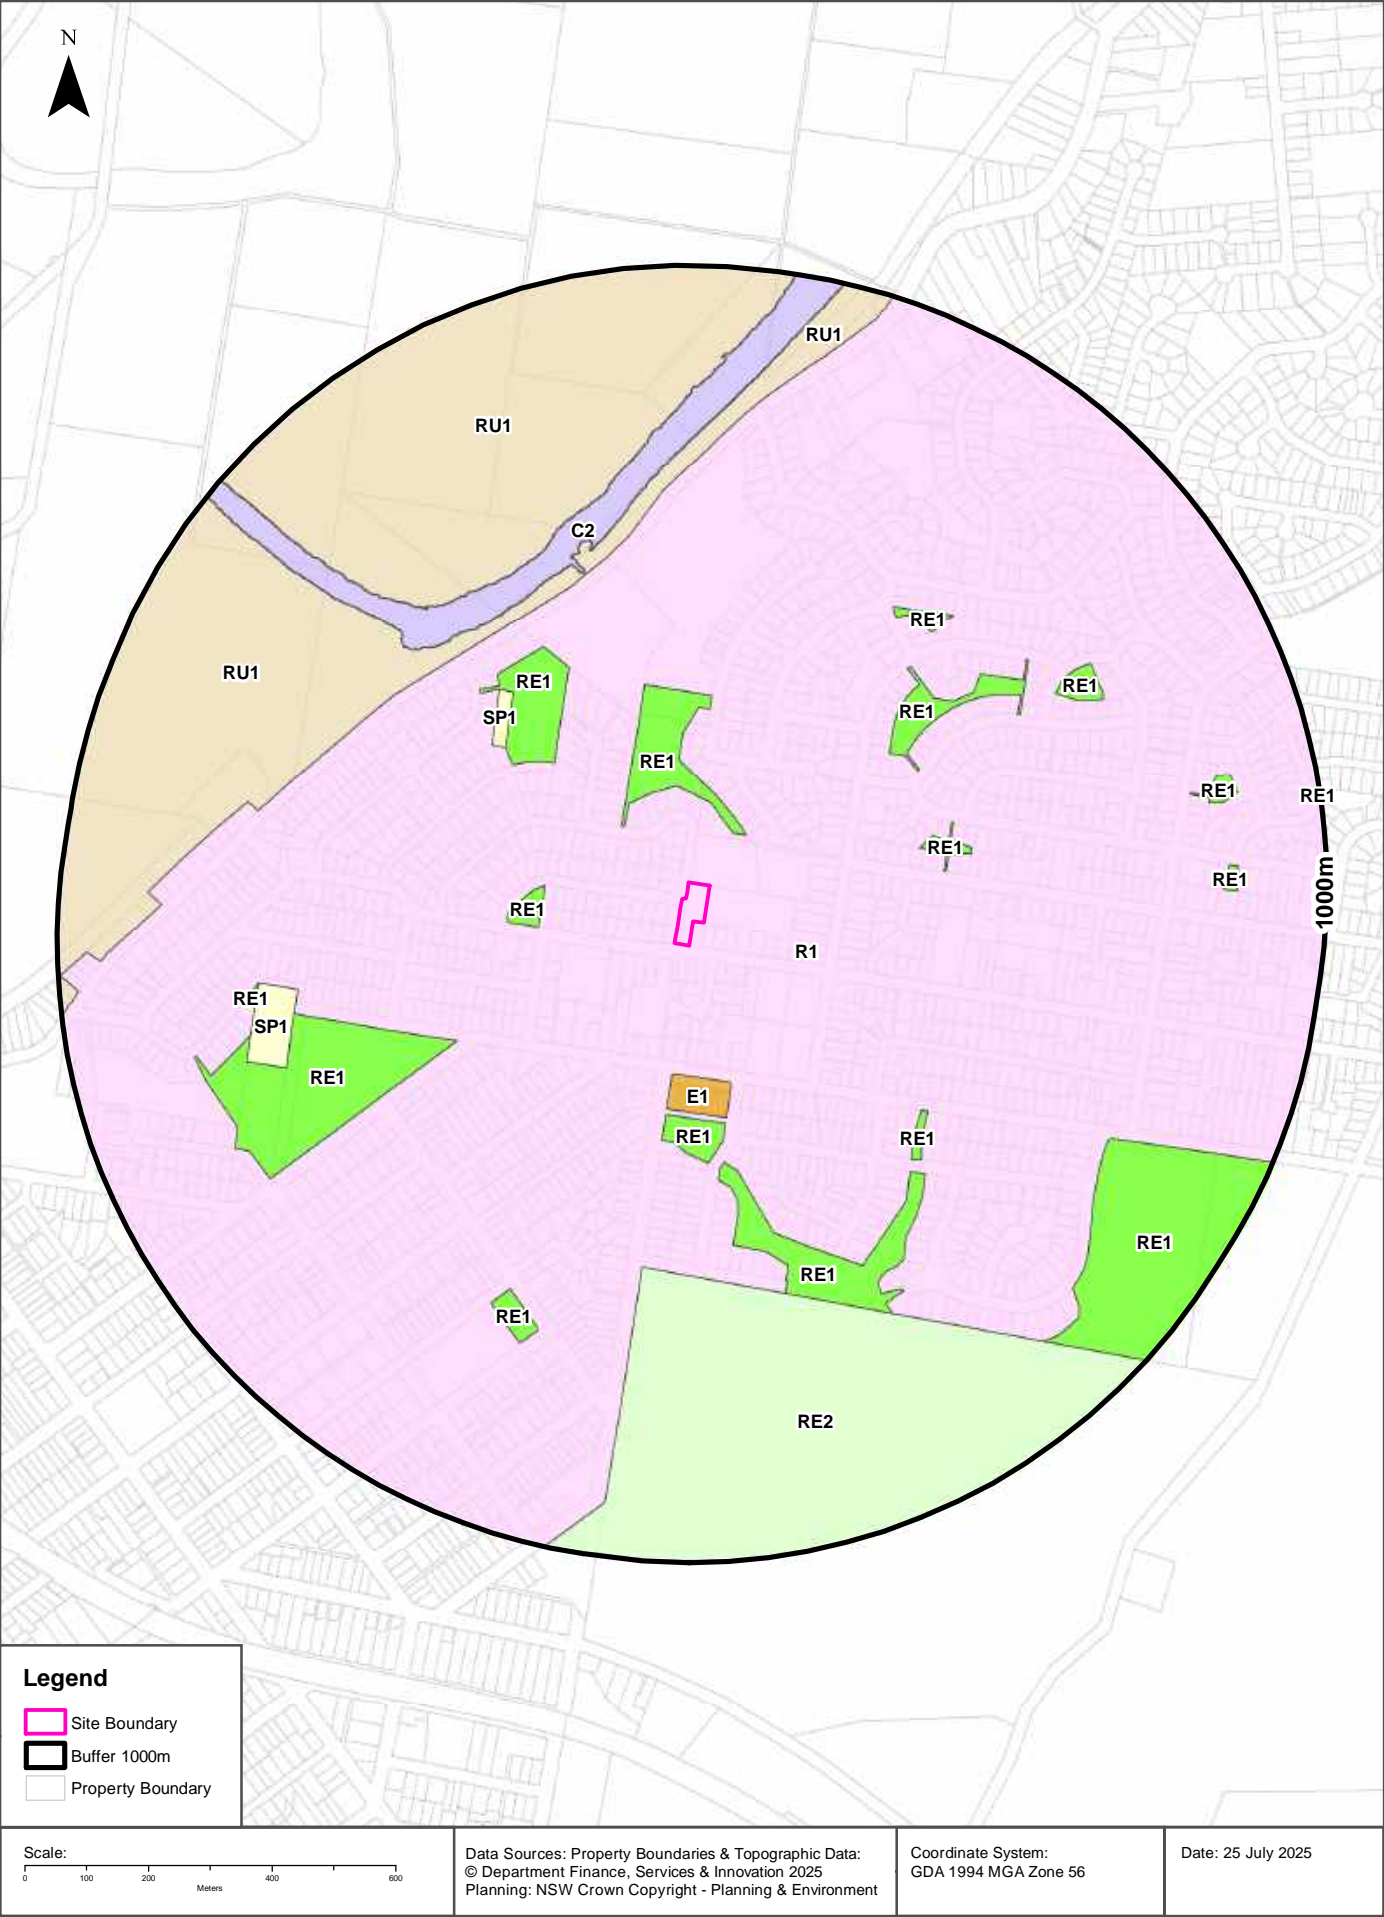 N
RU1
RU1
C2
RE1
RU1
RE1
RE1
SP1
RE1
RE1
RE1
RE1
RE1
RE1
RE1
1000m
RE1
R1
RE1
SP1
RE1
E1
RE1
RE1
RE1
RE1
RE1
RE2
Legend
Site Boundary
Buffer 1000m
Property Boundary
Scale:
0 100 200 400 600
Meters
Data Sources: Property Boundaries & Topographic Data:
© Department Finance, Services & Innovation 2025
Planning: NSW Crown Copyright - Planning & Environment
Coordinate System:
GDA 1994 MGA Zone 56
Date: 25 July 2025